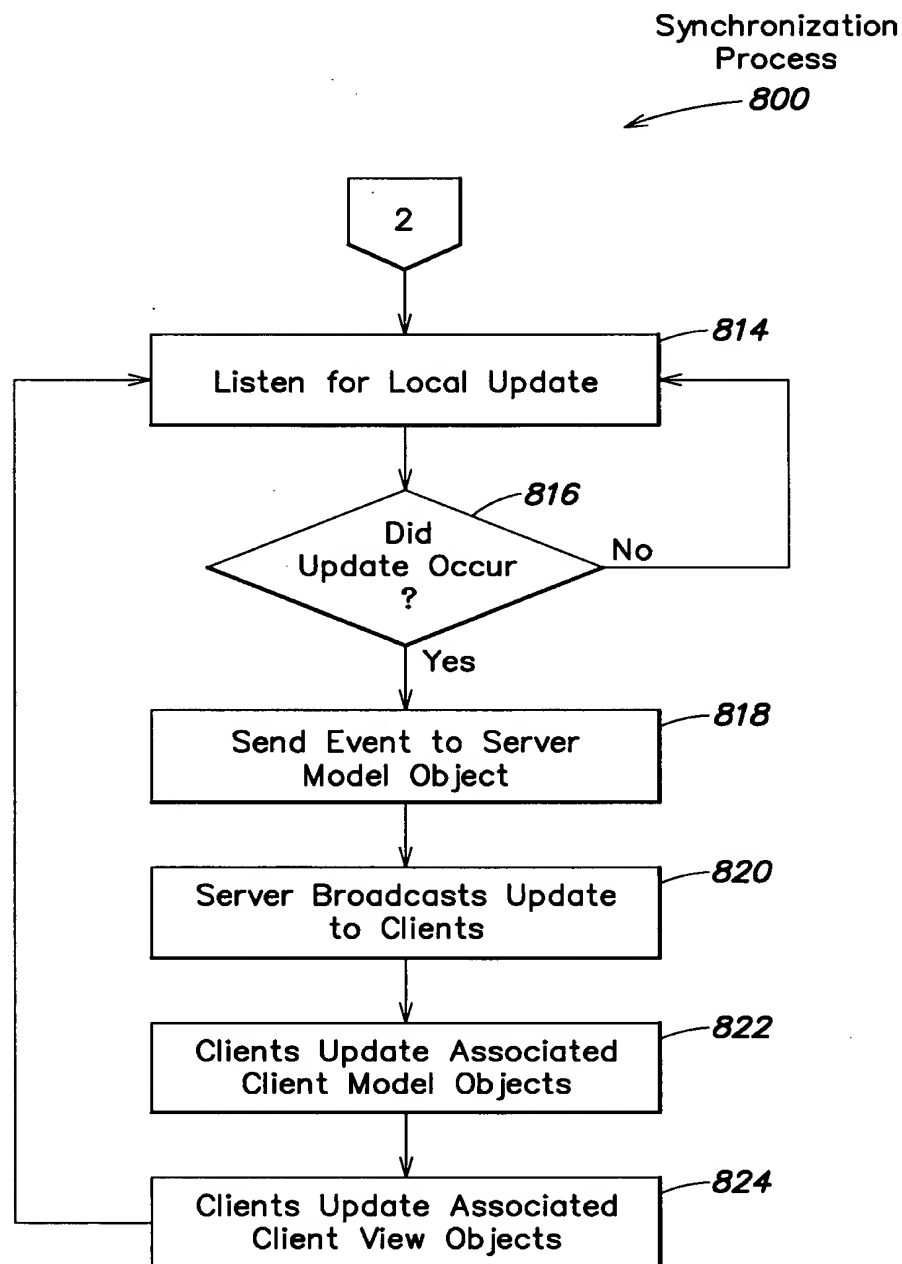 Synchronization
Process
800
2
814
Listen for Local Update
816
Did
Update Occur
?
No
Yes
818
Send Event to Server
Model Object
820
Server Broadcasts Update
to Clients
822
Clients Update Associated
Client Model Objects
824
Clients Update Associated
Client View Objects